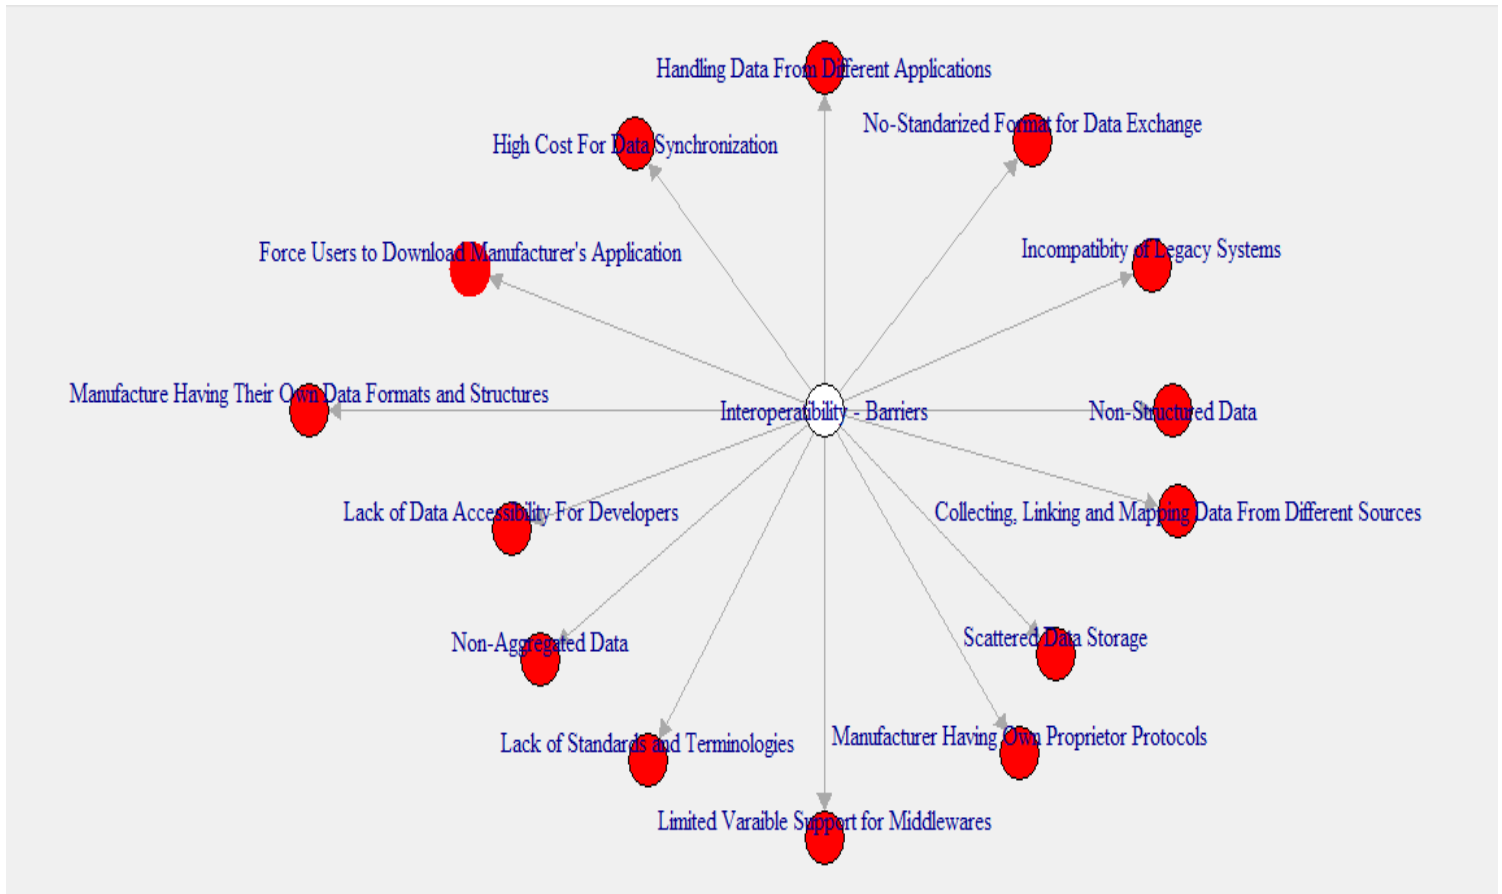 Handling Data From Different Applications
No-Standarized Format for Data Exchange
High Cost For Data Synchronization
Incompatibity of Legacy Systems
Force Users to Download Manufacturer's Application
Manufacture Having Their Own Data Formats and Structures
Interoperatibility - Barriers
Non-Structured Data
Lack of Data Accessibility For Developers
Collecting, Linking and Mapping Data From Different Sources
Scattered Data Storage
Non-Aggregated Data
Manufacturer Having Own Proprietor Protocols
Lack of Standards and Terminologies
Limited Varaible Support for Middlewares